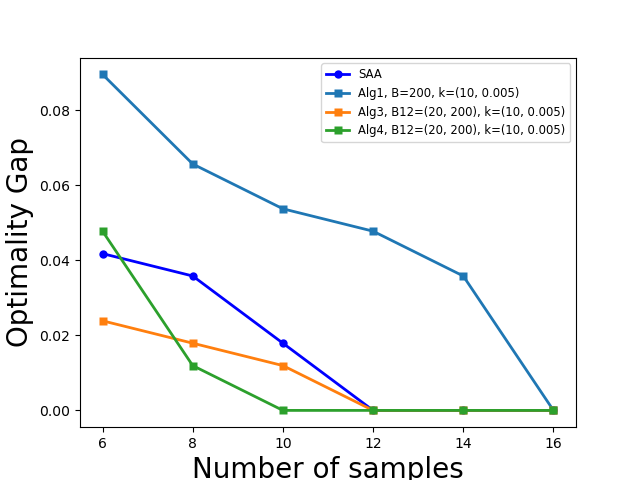 SAA
Alg1, B=200, k=(10, 0.005)
Alg3, B12=(20, 200), k=(10, 0.005)
Alg4, B12=(20, 200), k=(10, 0.005)
Optimality Gap
0.08
0.06
0.04
0.02
0.00
6 8 10 12 14 16
Number of samples